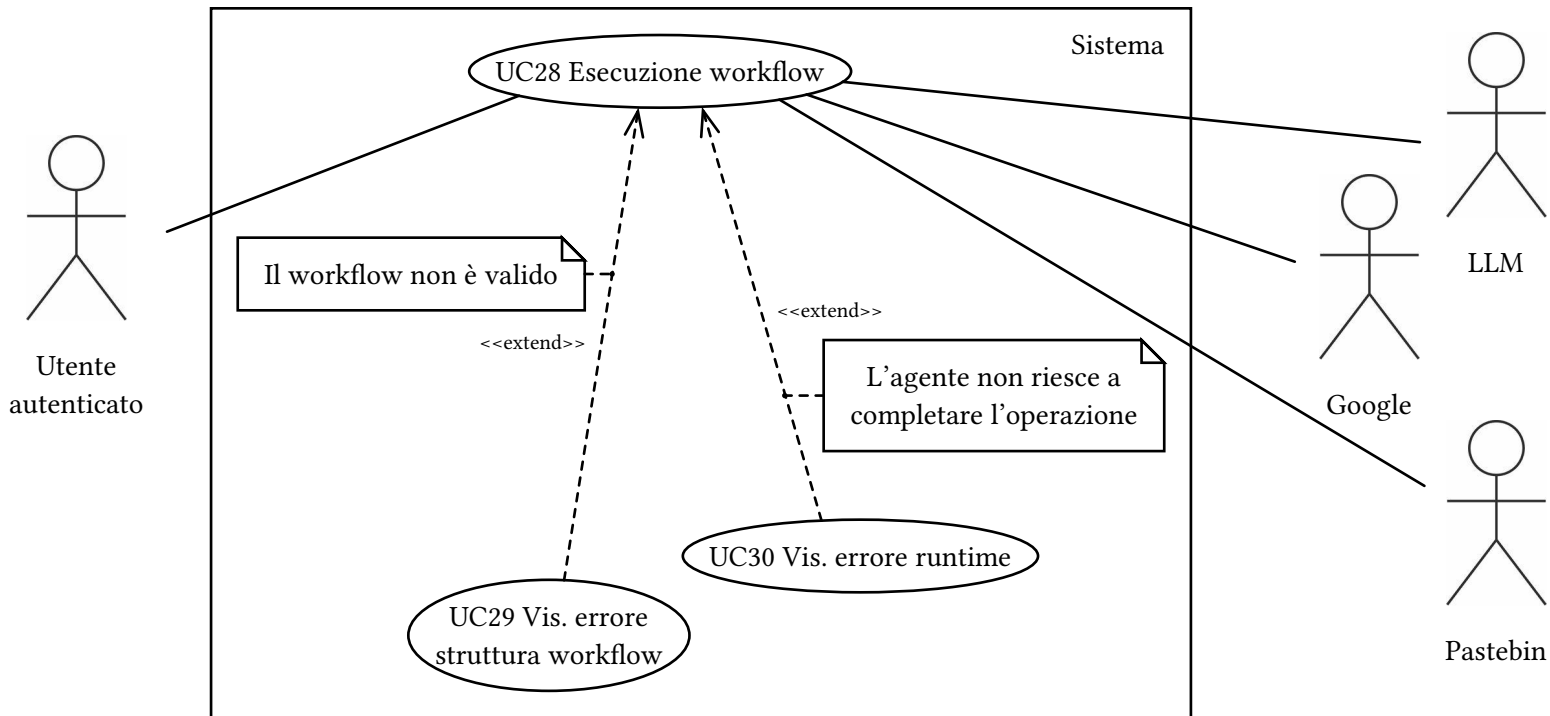 Sistema
UC28 Esecuzione workflow
Utente
autenticato
Il workflow non è valido
<<extend>>
<<extend>>
L’agente non riesce a
completare l’operazione
LLM
Google
Pastebin
UC30 Vis. errore runtime
UC29 Vis. errore
struttura workflow